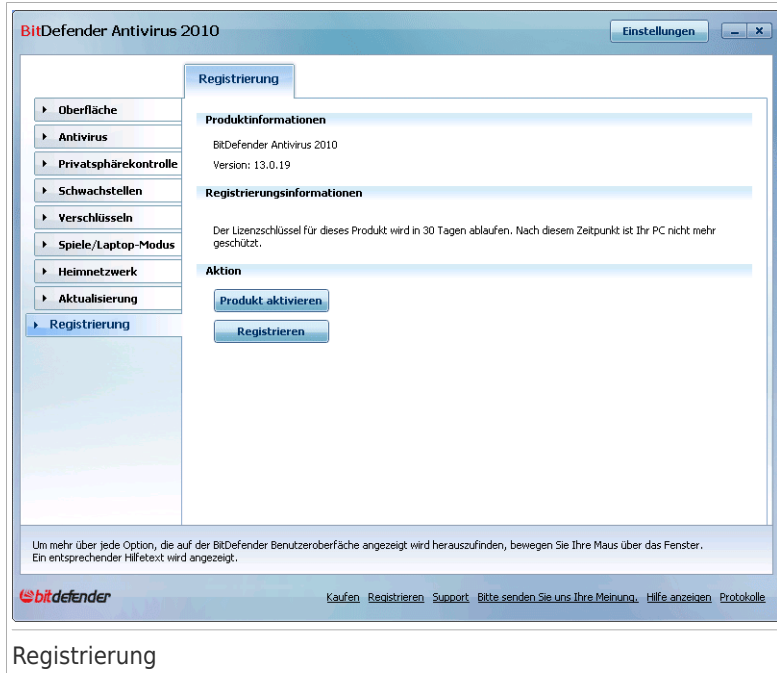 BitDefender Antivirus 2010
Einstellungen
Registrierung
Oberfläche
Antivirus
Privatsphärekontrolle
Schwachstellen
Verschlüsseln
Spiele/Laptop-Modus
Heimnetzwerk
Aktualisierung
Registrierung
Produktinformationen
BitDefender Antivirus 2010
Version: 13.0.19
Registrierungsinformationen
Der Lizenzschlüssel für dieses Produkt wird in 30 Tagen ablaufen. Nach diesem Zeitpunkt ist Ihr PC nicht mehr
geschützt.
Aktion
Produkt aktivieren
Registrieren
Um mehr über jede Option, die auf der BitDefender Benutzeroberfäche angezeigt wird herauszufinden, bewegen Sie Ihre Maus über das Fenster.
Ein entsprechender Hilfetext wird angezeigt.
bitdefender
Kaufen Registrieren Support Bitte senden Sie uns Ihre Meinung. Hilfe anzeigen Protokolle
Registrierung